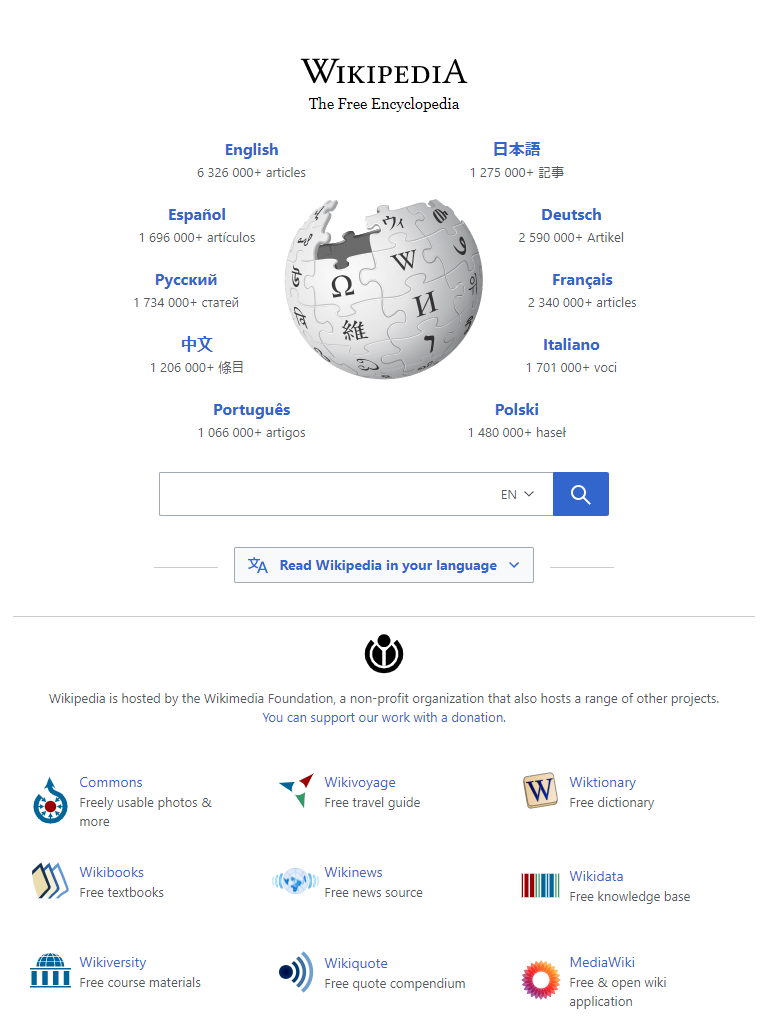 WIKIPEDIA
The Free Encyclopedia
English
6 326 000+ articles
日本語
1 275 000+ 記事
Español
1 696 000+ artículos
Deutsch
2 590 000+ Artikel
Русский
1 734 000+ статей
Français
2 340 000+ articles
中文
1 206 000+ 條目
Italiano
1 701 000+ voci
Português
1 066 000+ artigos
Polski
1 480 000+ haseł
Ω
W
И
維
ウィ
EN
Read Wikipedia in your language
Wikipedia is hosted by the Wikimedia Foundation, a non-profit organization that also hosts a range of other projects.
You can support our work with a donation.
Commons
Freely usable photos &
more
Wikivoyage
Free travel guide
W
Wiktionary
Free dictionary
Wikibooks
Free textbooks
Wikinews
Free news source
Wikidata
Free knowledge base
Wikiversity
Free course materials
Wikiquote
Free quote compendium
MediaWiki
Free & open wiki
application